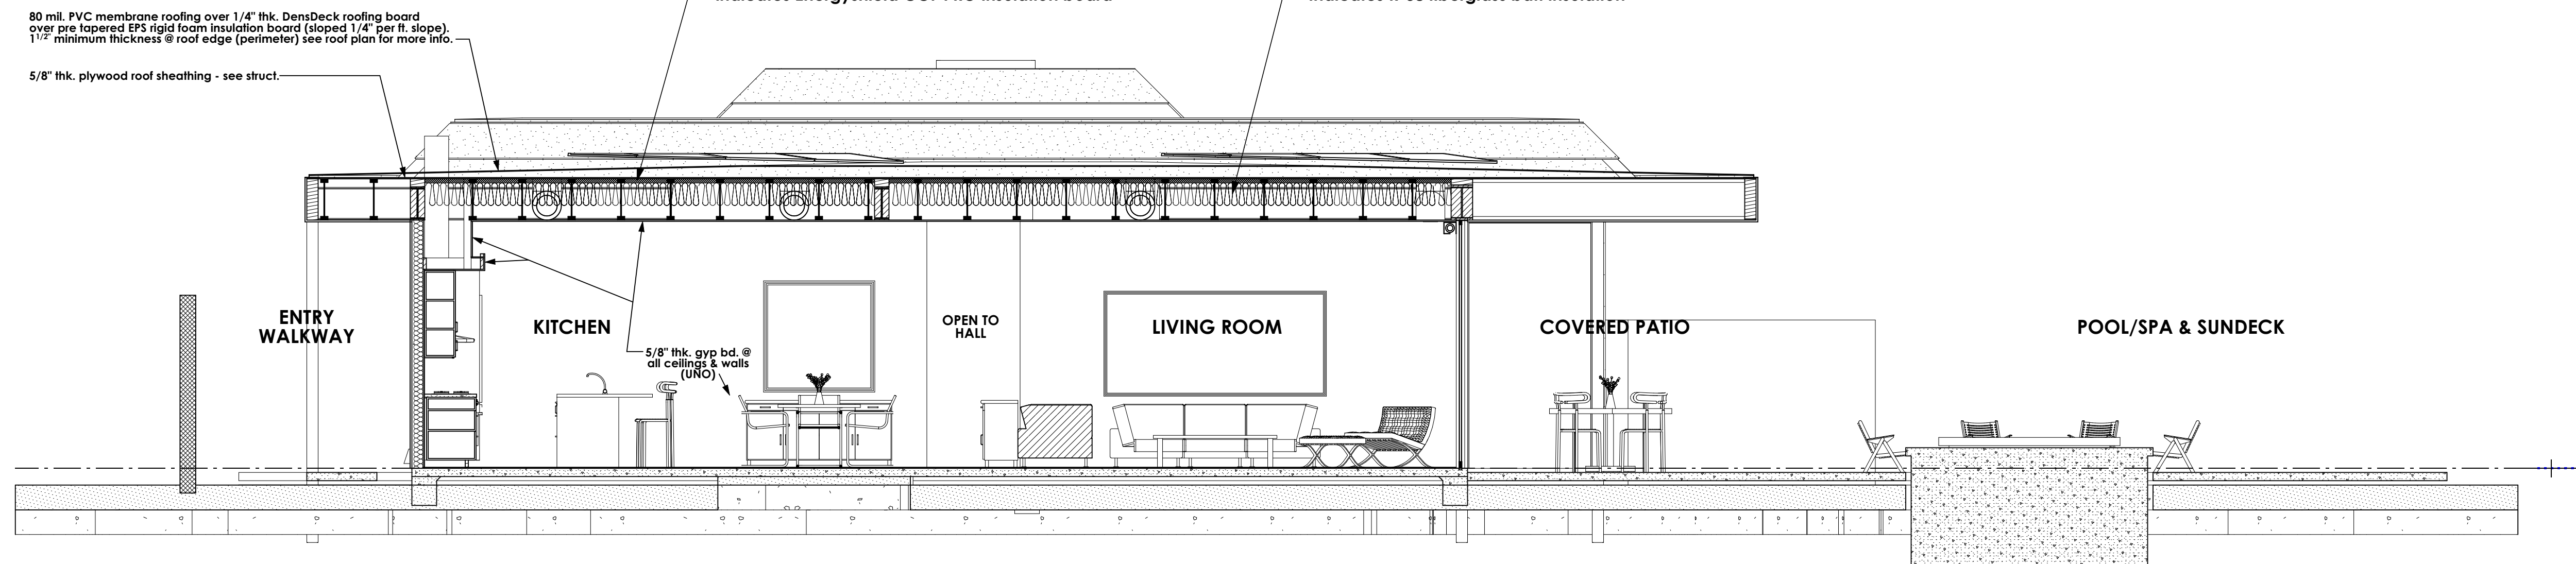 80 mil. PVC membrane roofing over 1/4" thk. DensDeck roofing board
over pre tapered EPS rigid foam insulation board (sloped 1/4" per ft. slope).
1 1/2" minimum thickness @ roof edge (perimeter) see roof plan for more info.
5/8" thk. plywood roof sheathing - see struct.
ENTRY
WALKWAY
KITCHEN
5/8" thk. gyp bd. @
all ceilings & walls
(UNO)
OPEN TO
HALL
LIVING ROOM
COVERED PATIO
POOL/SPA & SUNDECK